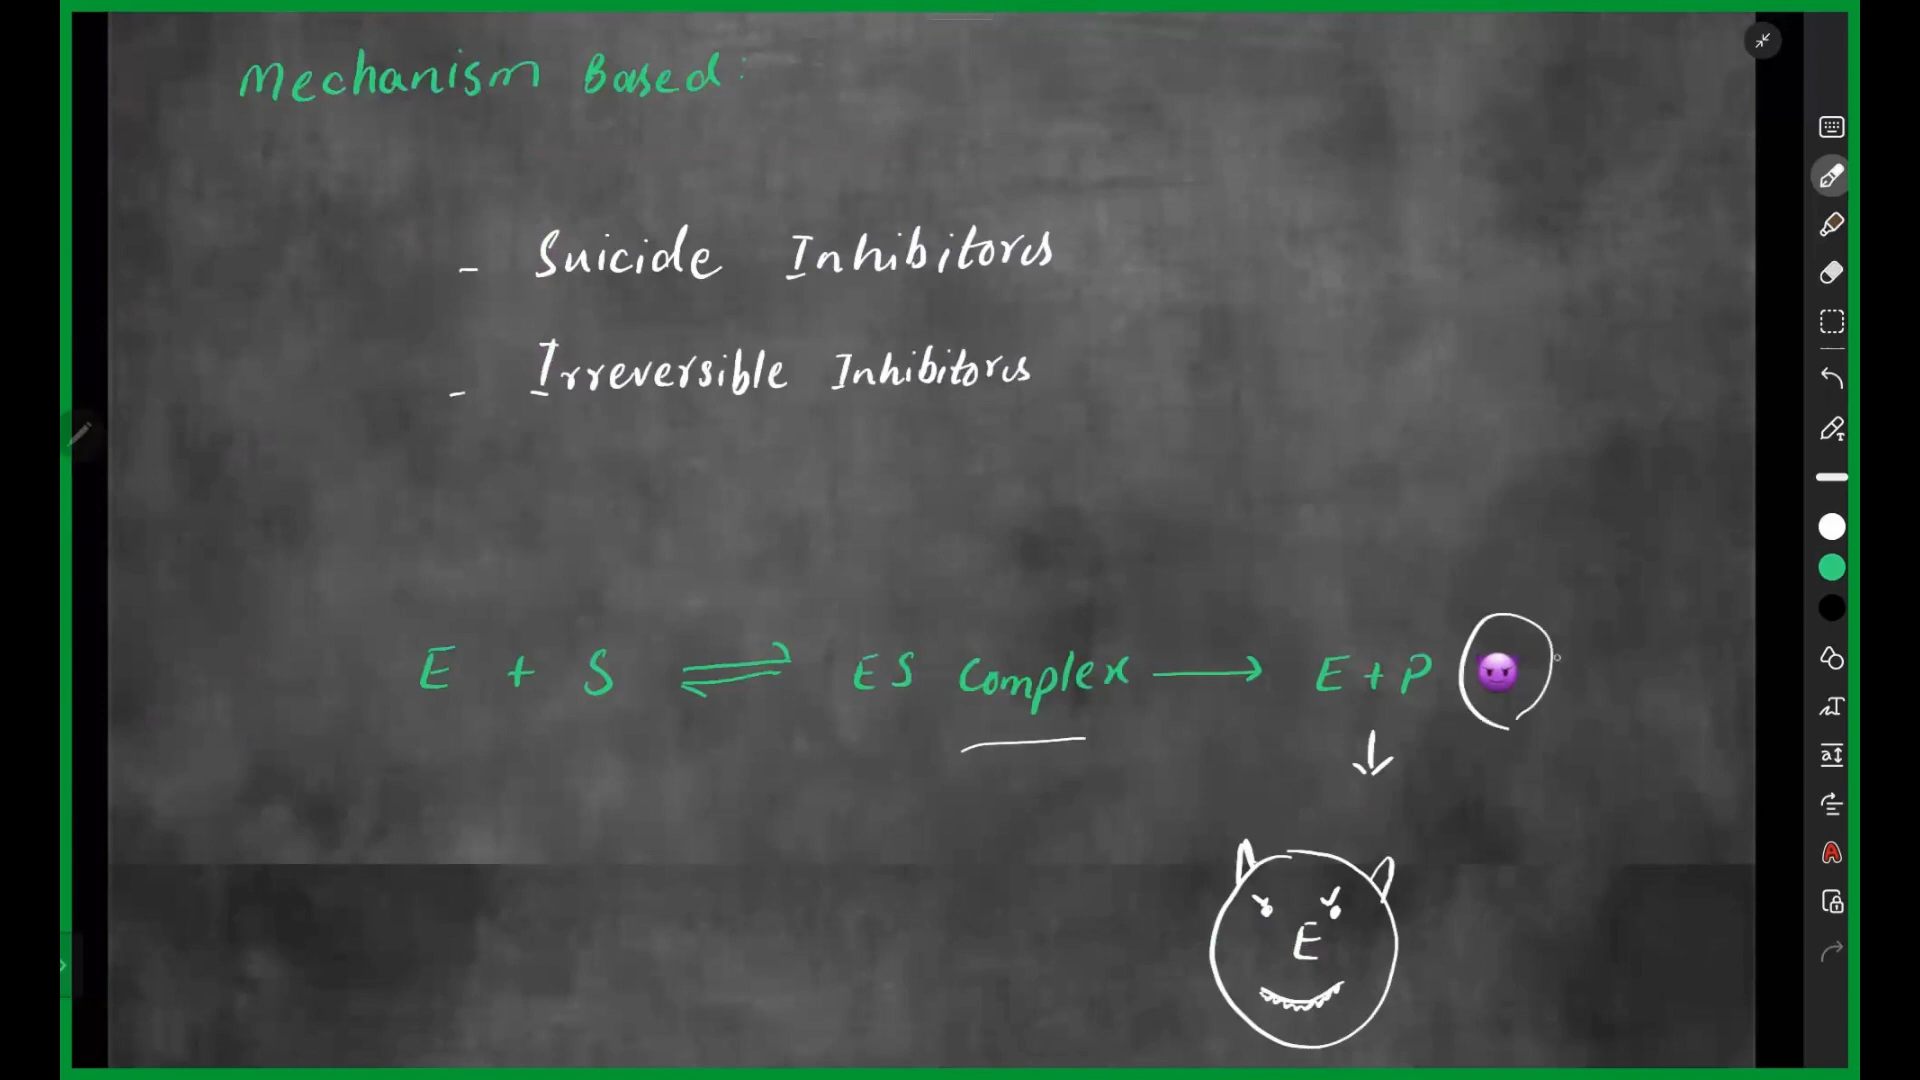 Mechanism Based:
- Suicide Inhibitors
- Irreversible Inhibitors
E + S ⇌ ES Complex → E + P 😈
↓
E